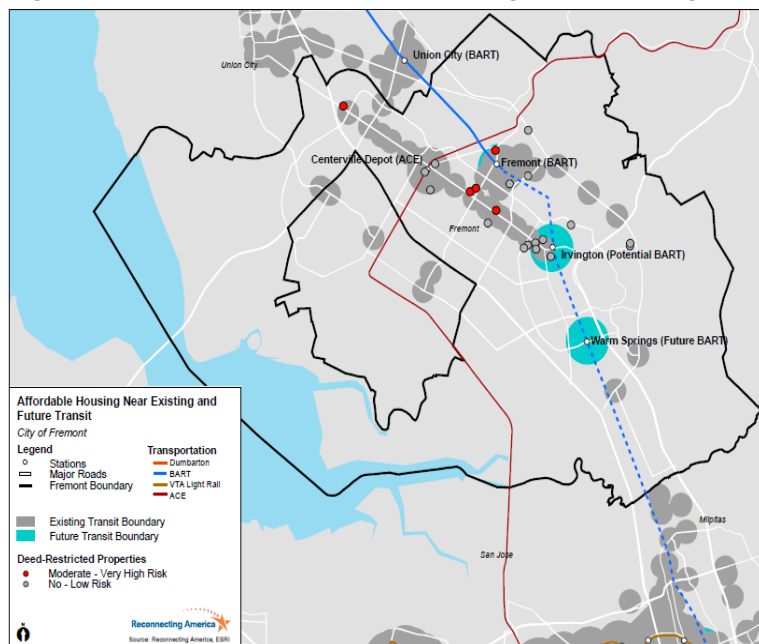 Union City (BART)
Union City
Centerville Depot (ACE)
Fremont (BART)
Fremont
Irvington (Potential BART)
Warm Springs (Future BART)
Milpitas
San Jose
Affordable Housing Near Existing and
Future Transit
City of Fremont
Legend
Stations
Major Roads
Fremont Boundary
Transportation
Dumbarton
BART
VTA Light Rail
ACE
Existing Transit Boundary
Future Transit Boundary
Deed-Restricted Properties
Moderate - Very High Risk
No - Low Risk
N
Reconnecting America
Source: Reconnecting America, ESRI